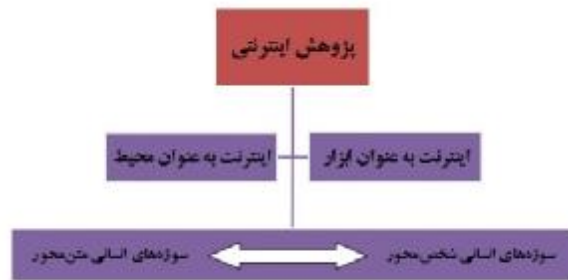 پژوهش اینترنتی
اینترنت به عنوان ابزار
اینترنت به عنوان محیط
سوژه‌های انسانی شخص‌محور
سوژه‌های انسانی متن‌محور